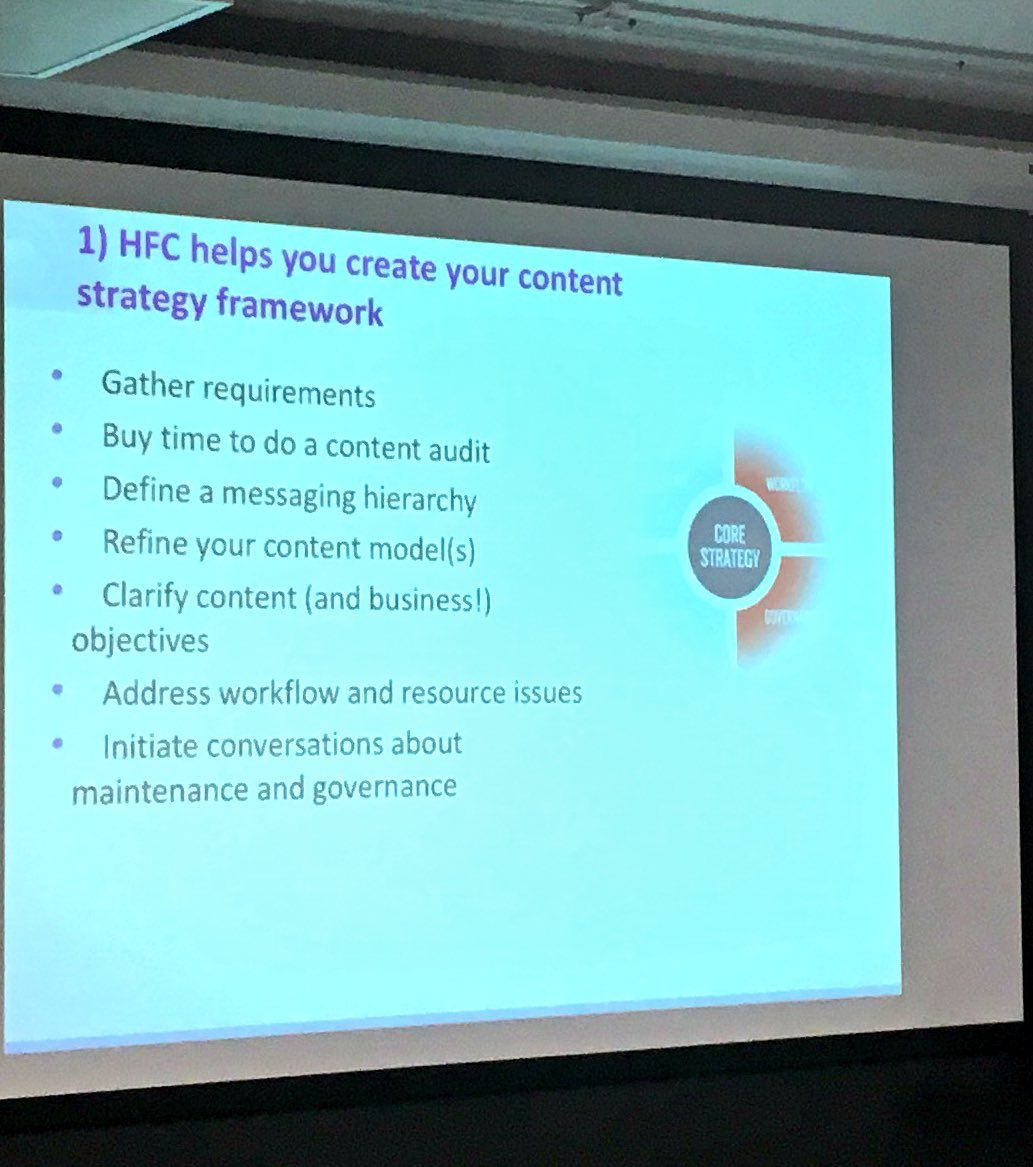 1) HFC helps you create your content
strategy framework
• Gather requirements
• Buy time to do a content audit
• Define a messaging hierarchy
• Refine your content model(s)
• Clarify content (and business!)
objectives
• Address workflow and resource issues
• Initiate conversations about
maintenance and governance
CORE
STRATEGY